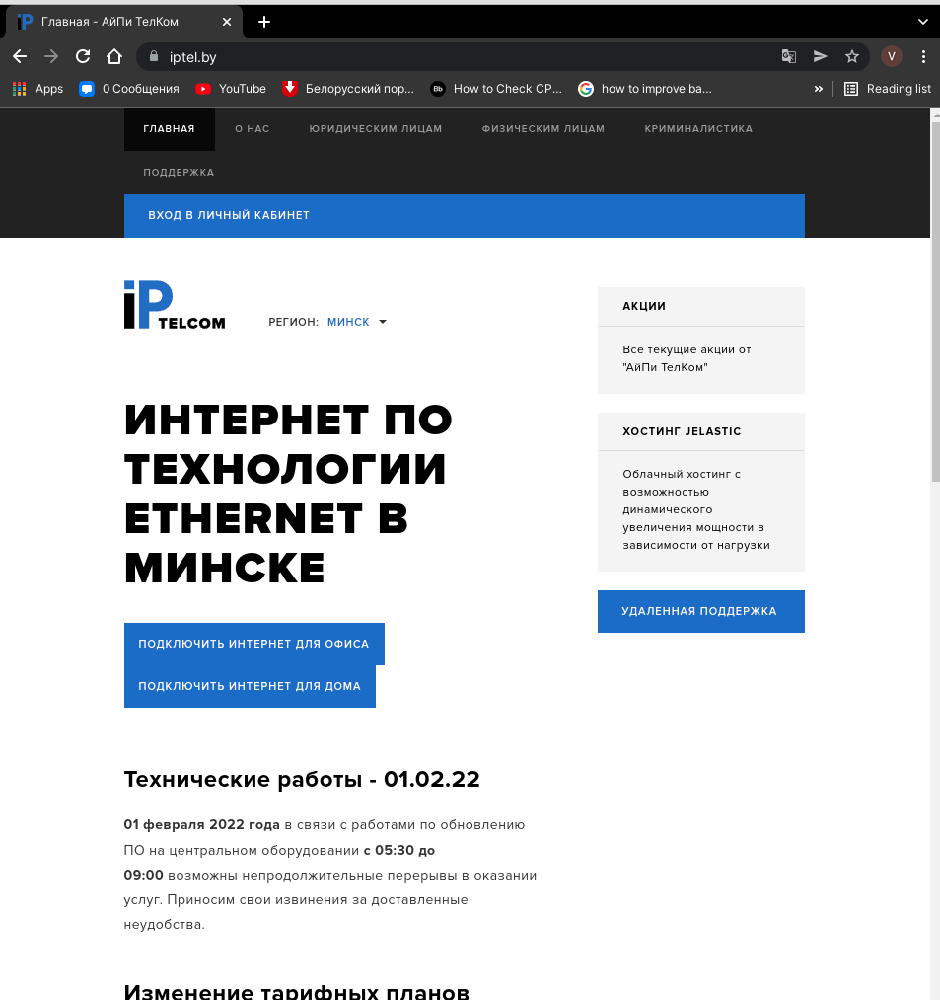 Главная - АйПи ТелКом
iptel.by
V
Apps
0 Сообщения
YouTube
Белорусский пор...
Bb
How to Check CP...
G
how to improve ba...
»
Reading list
ГЛАВНАЯ
О НАС
ЮРИДИЧЕСКИМ ЛИЦАМ
ФИЗИЧЕСКИМ ЛИЦАМ
КРИМИНАЛИСТИКА
ПОДДЕРЖКА
ВХОД В ЛИЧНЫЙ КАБИНЕТ
iP TELCOM
РЕГИОН: МИНСК
ИНТЕРНЕТ ПО
ТЕХНОЛОГИИ
ETHERNET В
МИНСКЕ
ПОДКЛЮЧИТЬ ИНТЕРНЕТ ДЛЯ ОФИСА
ПОДКЛЮЧИТЬ ИНТЕРНЕТ ДЛЯ ДОМА
Технические работы - 01.02.22
01 февраля 2022 года в связи с работами по обновлению
ПО на центральном оборудовании с 05:30 до
09:00 возможны непродолжительные перерывы в оказании
услуг. Приносим свои извинения за доставленные
неудобства.
Изменение тарифных планов
АКЦИИ
Все текущие акции от
"АйПи ТелКом"
ХОСТИНГ JELASTIC
Облачный хостинг с
возможностью
динамического
увеличения мощности в
зависимости от нагрузки
УДАЛЕННАЯ ПОДДЕРЖКА